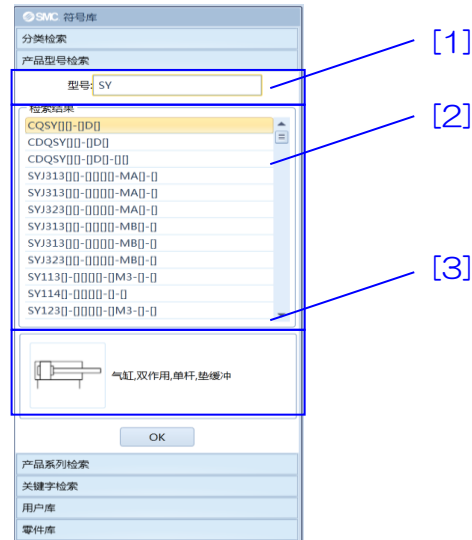 SMC 符号库
分类检索
产品型号检索
型号: SY
[1]
检索结果
[2]
CQSY[][]-[]D[]
CDQSY[][]-[]D[]
CDQSY[][]-[]D[]-[][]
SYJ313[][]-[][][][]-MA[]-[]
SYJ313[][]-[][][][]-MA[]-[]
SYJ323[][]-[][][][]-MA[]-[]
SYJ313[][]-[][][][]-MB[]-[]
SYJ313[][]-[][][][]-MB[]-[]
SYJ323[][]-[][][][]-MB[]-[]
[3]
SY113[]-[][][][]-[]M3-[]-[]
SY114[]-[][][][]-[]-[]
SY123[]-[][][][]-[]M3-[]-[]
气缸,双作用,单杆,垫缓冲
OK
产品系列检索
关键字检索
用户库
零件库